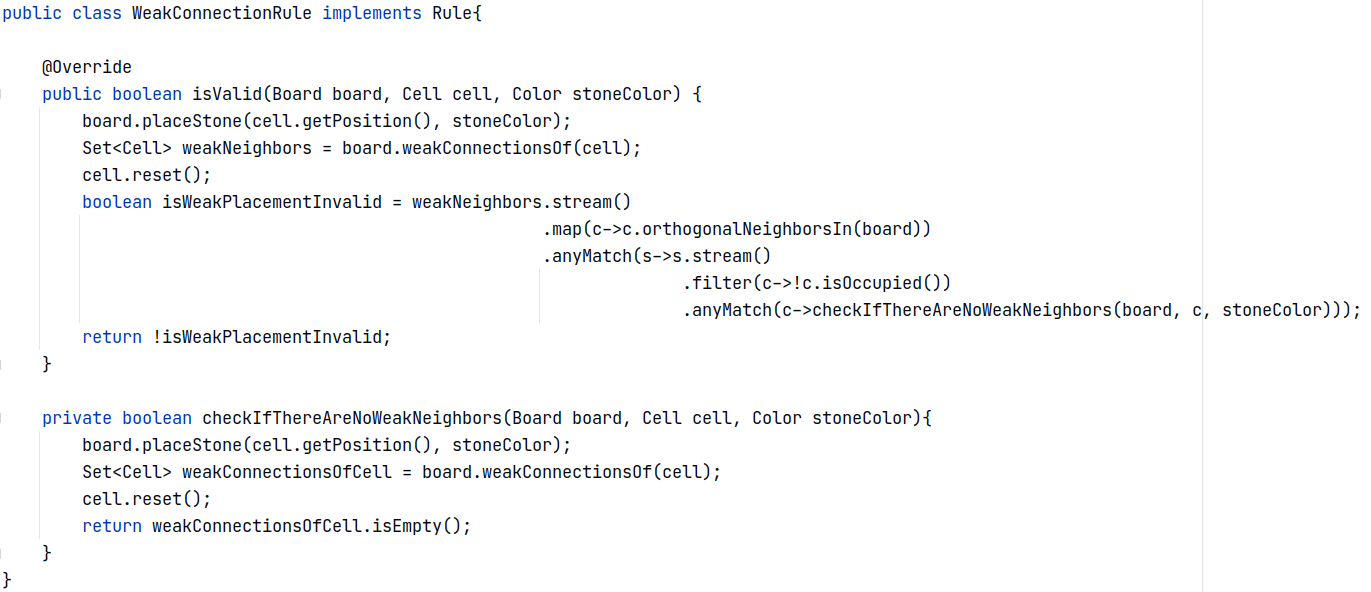 public class WeakConnectionRule implements Rule{
@Override
public boolean isValid(Board board, Cell cell, Color stoneColor) {
board.placeStone(cell.getPosition(), stoneColor);
Set<Cell> weakNeighbors = board.weakConnectionsOf(cell);
cell.reset();
boolean isWeakPlacementInvalid = weakNeighbors.stream()
.map(c->c.orthogonalNeighborsIn(board))
.anyMatch(s->s.stream()
.filter(c->!c.isOccupied())
.anyMatch(c->checkIfThereAreNoWeakNeighbors(board, c, stoneColor)));
return !isWeakPlacementInvalid;
}
private boolean checkIfThereAreNoWeakNeighbors(Board board, Cell cell, Color stoneColor){
board.placeStone(cell.getPosition(), stoneColor);
Set<Cell> weakConnectionsOfCell = board.weakConnectionsOf(cell);
cell.reset();
return weakConnectionsOfCell.isEmpty();
}
}